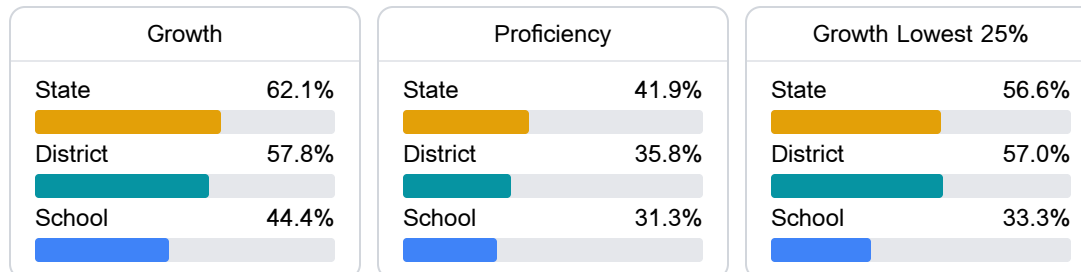 Growth
State 62.1%
District 57.8%
School 44.4%
Proficiency
State 41.9%
District 35.8%
School 31.3%
Growth Lowest 25%
State 56.6%
District 57.0%
School 33.3%